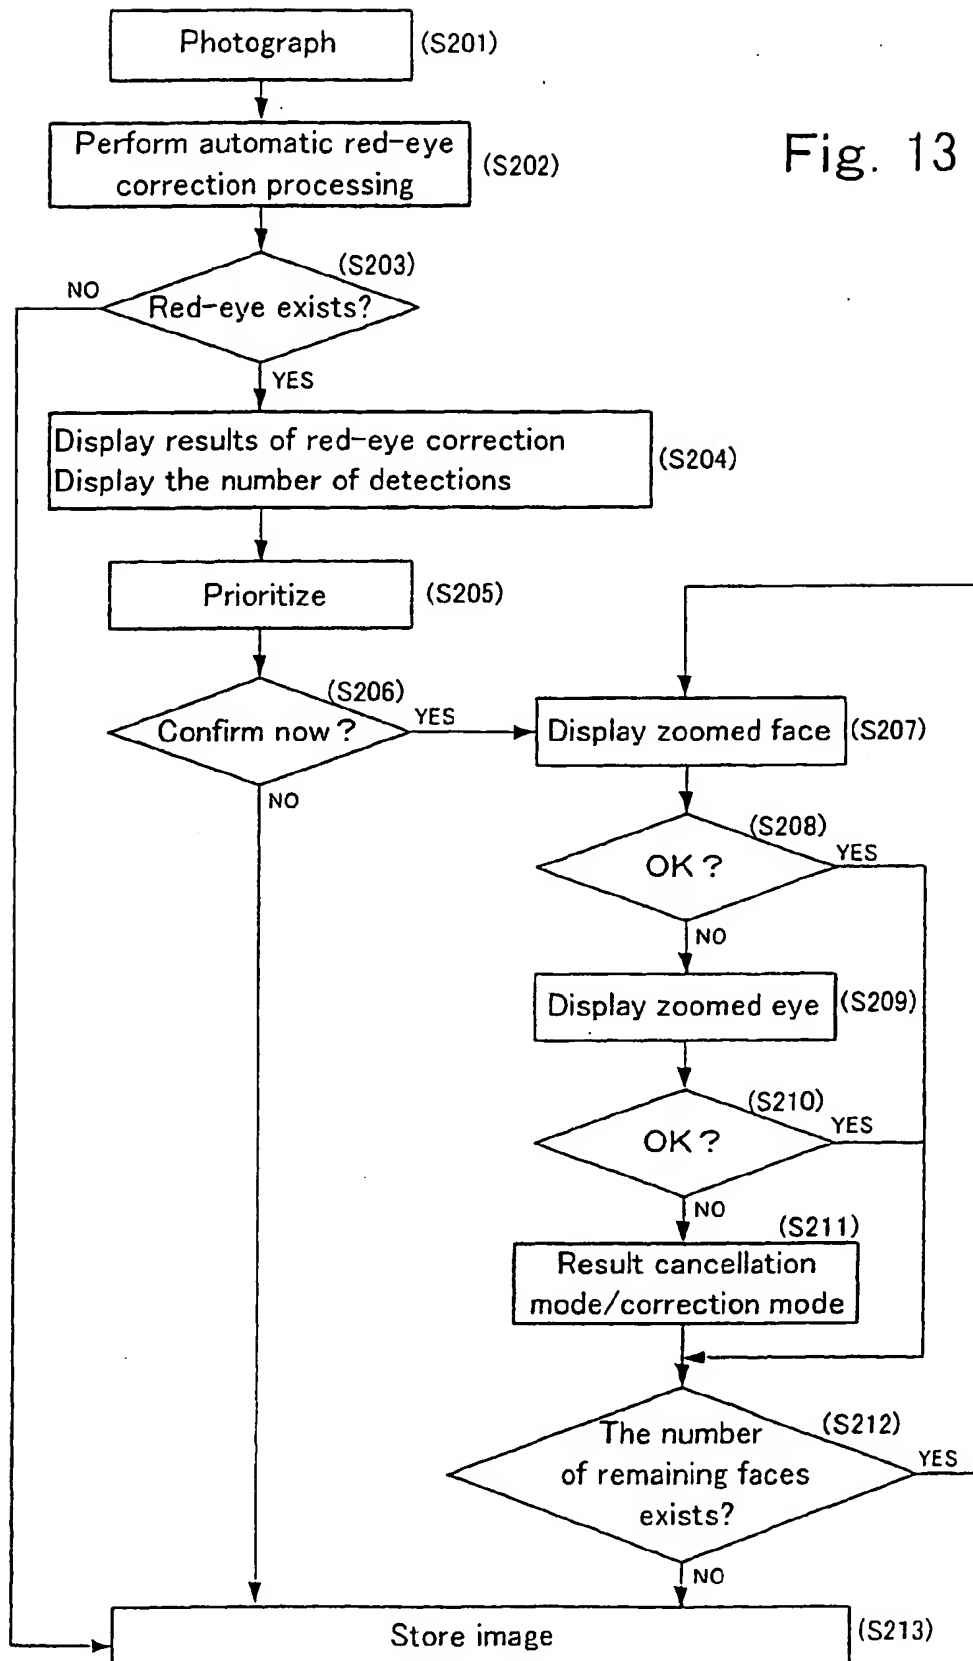 Photograph
(S201)
Fig. 13
Perform automatic red-eye
correction processing
(S202)
(S203)
NO
Red-eye exists?
YES
Display results of red-eye correction
Display the number of detections
(S204)
Prioritize
(S205)
(S206)
Confirm now?
YES
NO
Display zoomed face
(S207)
(S208)
OK?
YES
NO
Display zoomed eye
(S209)
(S210)
OK?
YES
NO
(S211)
Result cancellation
mode/correction mode
(S212)
The number
of remaining faces
exists?
YES
NO
Store image
(S213)